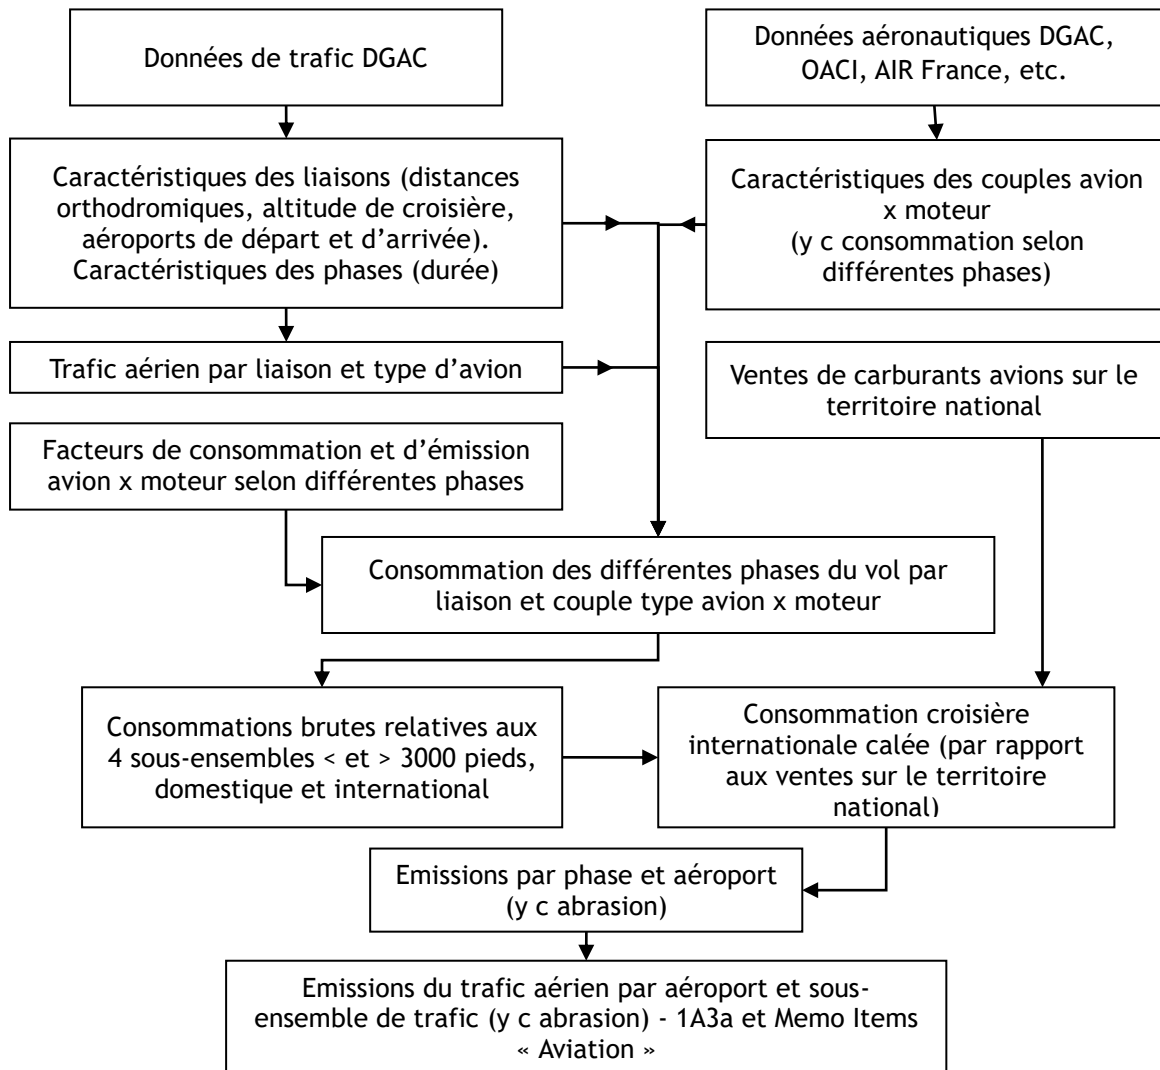 Données de trafic DGAC
Données aéronautiques DGAC,
OACI, AIR France, etc.
Caractéristiques des liaisons (distances
orthodromiques, altitude de croisière,
aéroports de départ et d’arrivée).
Caractéristiques des phases (durée)
Caractéristiques des couples avion
x moteur
(y c consommation selon
différentes phases)
Trafic aérien par liaison et type d’avion
Ventes de carburants avions sur le
territoire national
Facteurs de consommation et d’émission
avion x moteur selon différentes phases
Consommation des différentes phases du vol par
liaison et couple type avion x moteur
Consommations brutes relatives aux
4 sous-ensembles < et > 3000 pieds,
domestique et international
Consommation croisière
internationale calée (par rapport
aux ventes sur le territoire
national)
Emissions par phase et aéroport
(y c abrasion)
Emissions du trafic aérien par aéroport et sous-
ensemble de trafic (y c abrasion) - 1A3a et Memo Items
« Aviation »